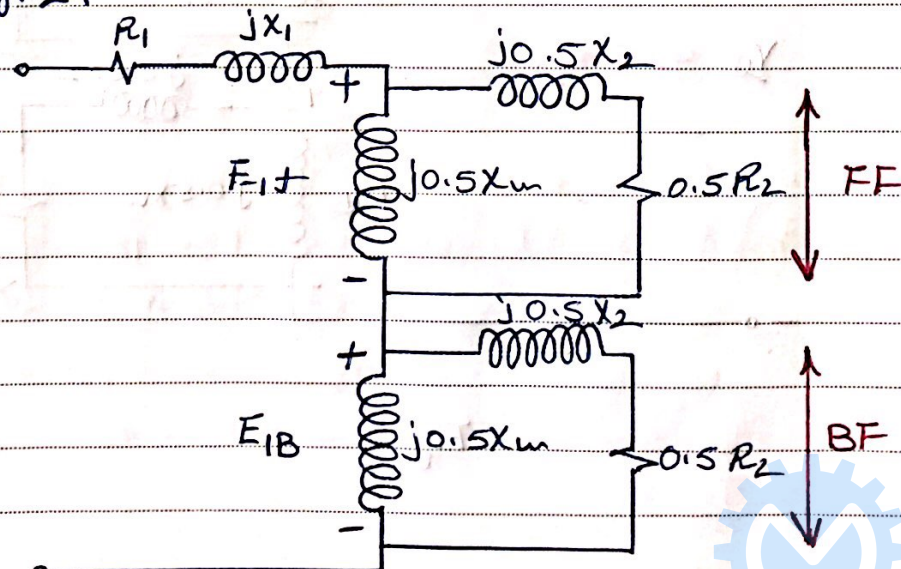 R1
jX1
j0.5X2
+
E1f
j0.5Xm
0.5R2
FF
-
j0.5X2
+
E1B
j0.5Xm
0.5R2
BF
-